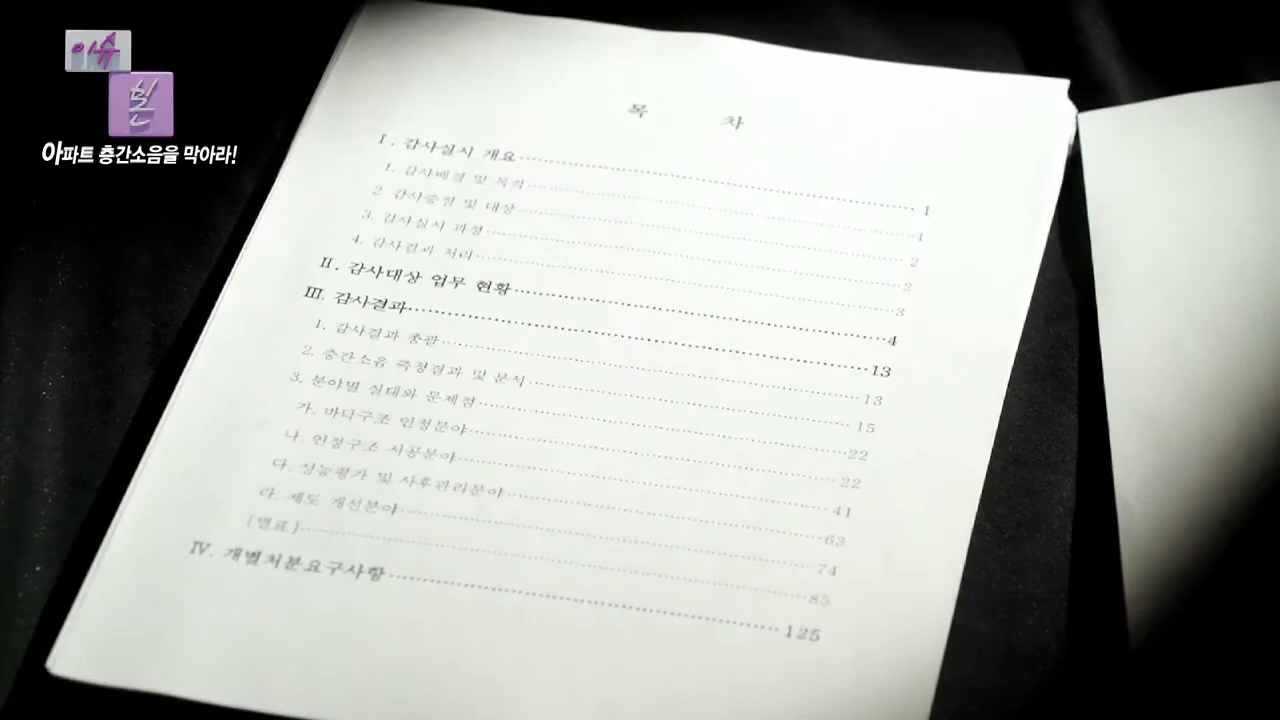 이슈
본
아파트 층간소음을 막아라!
목 차
Ⅰ. 감사실시 개요 1
1. 감사배경 및 목적 1
2 감사중점 및 대상 2
3. 감사실시 과정 2
4. 감사결과 처리 3
Ⅱ. 감사대상 업무 현황 4
Ⅲ. 감사결과 13
1. 감사결과 총괄 13
2. 층간소음 측정결과 및 분석 15
3. 분야별 실태와 문제점 22
가. 바닥구조 인정분야 22
나. 인정구조 시공분야 41
다. 성능평가 및 사후관리분야 63
라. 제도 개선분야 74
[별표] 85
Ⅳ. 개별처분요구사항 125